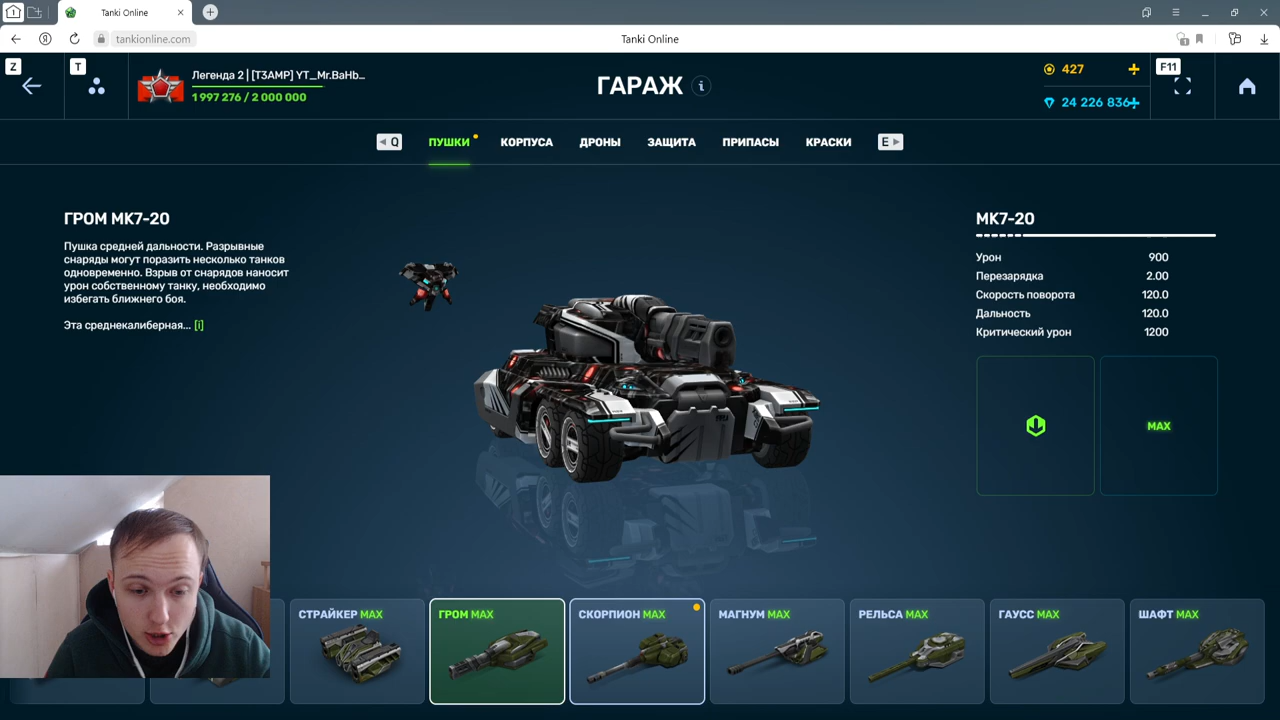 Tanki Online
tankionline.com
Tanki Online
Z
T
Легенда 2 | [T3AMP] YT_Mr.BaHb...
1 997 276 / 2 000 000
ГАРАЖ
427
24 226 836
F11
Q
ПУШКИ
КОРПУСА
ДРОНЫ
ЗАЩИТА
ПРИПАСЫ
КРАСКИ
E
ГРОМ МК7-20
Пушка средней дальности. Разрывные
снаряды могут поразить несколько танков
одновременно. Взрыв от снарядов наносит
урон собственному танку, необходимо
избегать ближнего боя.
Эта среднекалиберная... [i]
МК7-20
Урон 900
Перезарядка 2.00
Скорость поворота 120.0
Дальность 120.0
Критический урон 1200
MAX
СТРАЙКЕР MAX
ГРОМ MAX
СКОРПИОН MAX
МАГНУМ MAX
РЕЛЬСА MAX
ГАУСС MAX
ШАФТ MAX